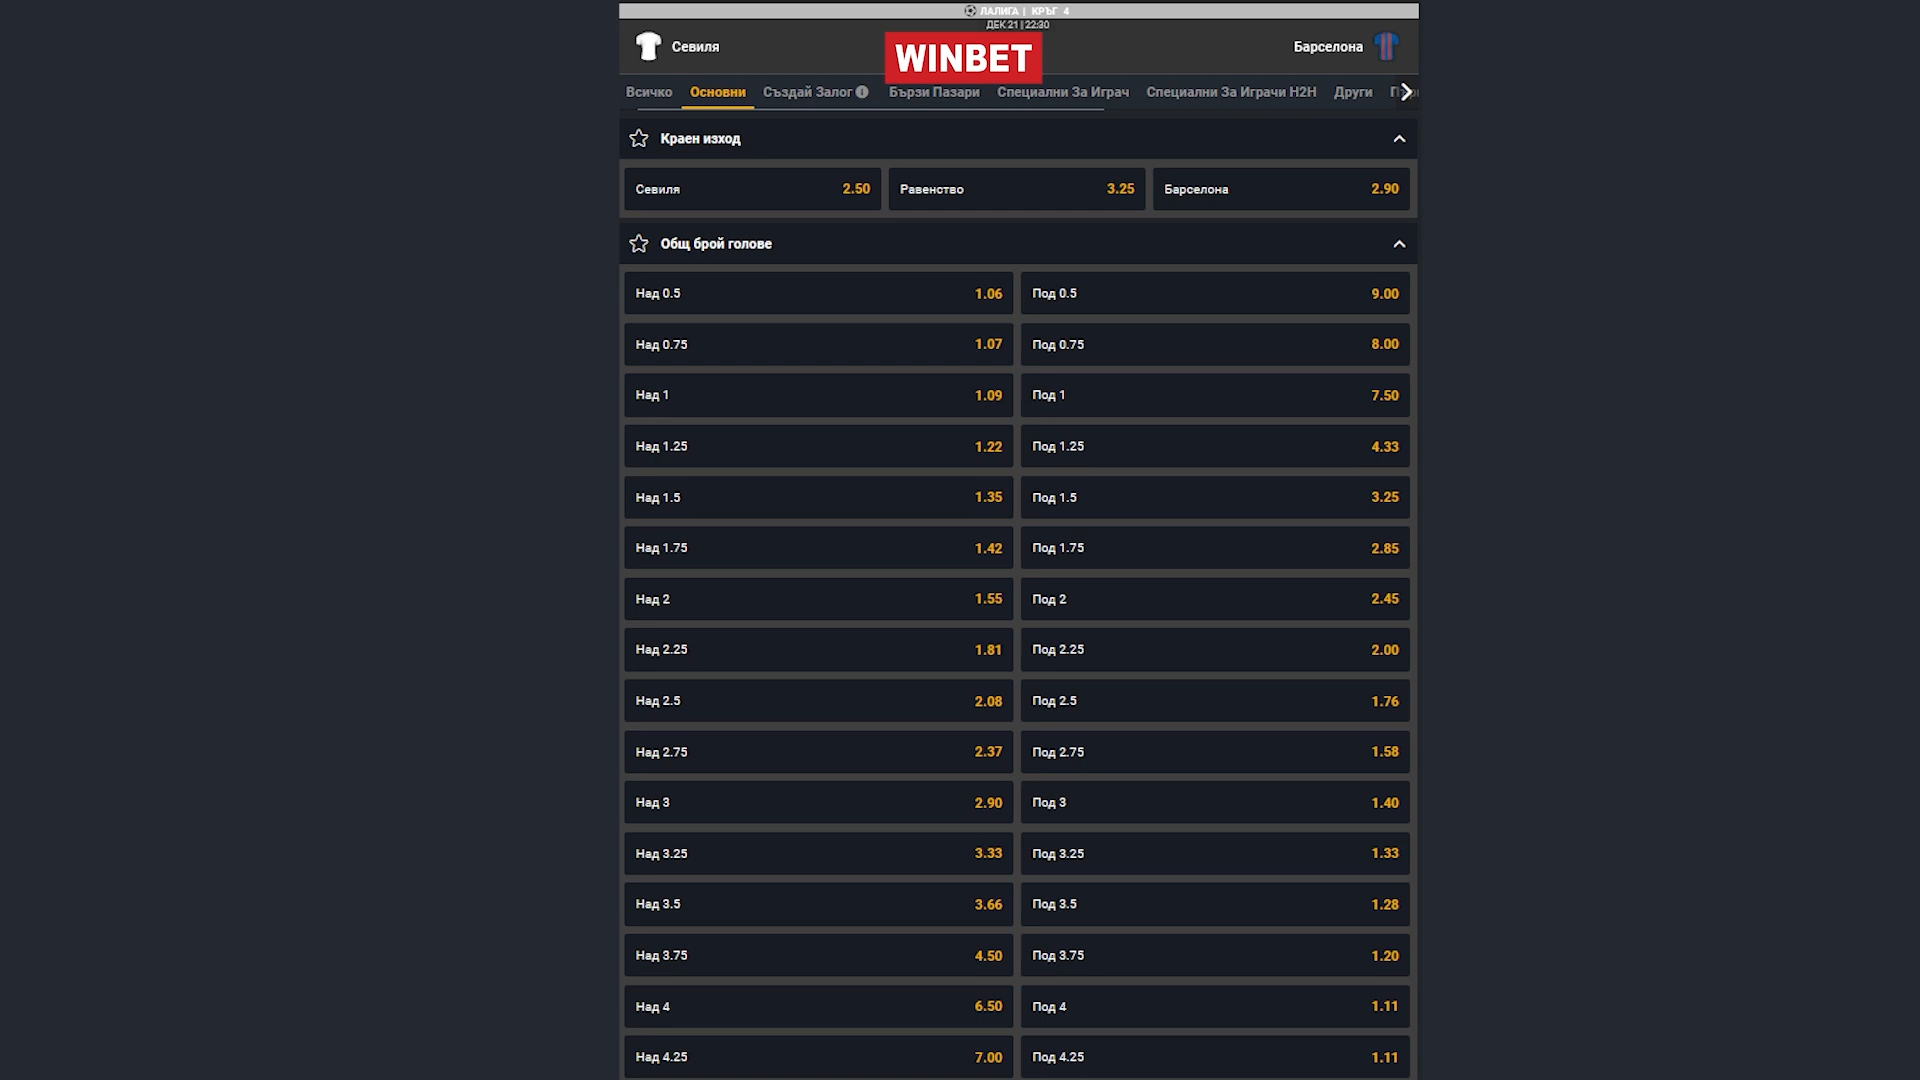 ЛАЛИГА | КРЪГ 4
ДЕК 21 | 22:30
Севиля
WINBET
Барселона
Всичко Основни Създай Залог Бързи Пазари Специални За Играч Специални За Играчи H2H Други
Краен изход
Севиля 2.50 Равенство 3.25 Барселона 2.90
Общ брой голове
Над 0.5 1.06 Под 0.5 9.00
Над 0.75 1.07 Под 0.75 8.00
Над 1 1.09 Под 1 7.50
Над 1.25 1.22 Под 1.25 4.33
Над 1.5 1.35 Под 1.5 3.25
Над 1.75 1.42 Под 1.75 2.85
Над 2 1.55 Под 2 2.45
Над 2.25 1.81 Под 2.25 2.00
Над 2.5 2.08 Под 2.5 1.76
Над 2.75 2.37 Под 2.75 1.58
Над 3 2.90 Под 3 1.40
Над 3.25 3.33 Под 3.25 1.33
Над 3.5 3.66 Под 3.5 1.28
Над 3.75 4.50 Под 3.75 1.20
Над 4 6.50 Под 4 1.11
Над 4.25 7.00 Под 4.25 1.11